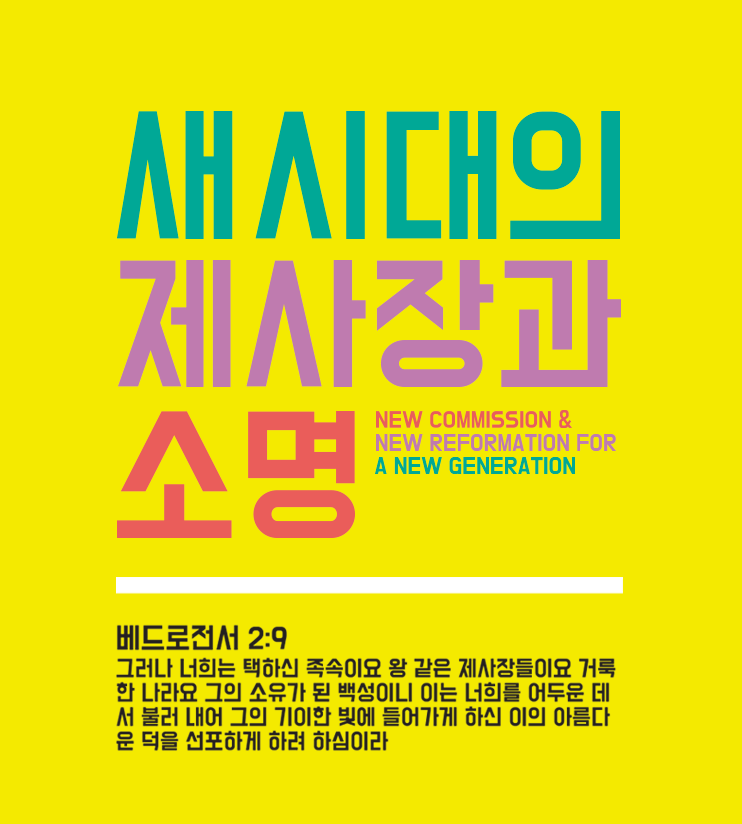 새 시대의
제사장과
소명
NEW COMMISSION &
NEW REFORMATION FOR
A NEW GENERATION
베드로전서 2:9
그러나 너희는 택하신 족속이요 왕 같은 제사장들이요 거룩
한 나라요 그의 소유가 된 백성이니 이는 너희를 어두운 데
서 불러 내어 그의 기이한 빛에 들어가게 하신 이의 아름다
운 덕을 선포하게 하려 하심이라